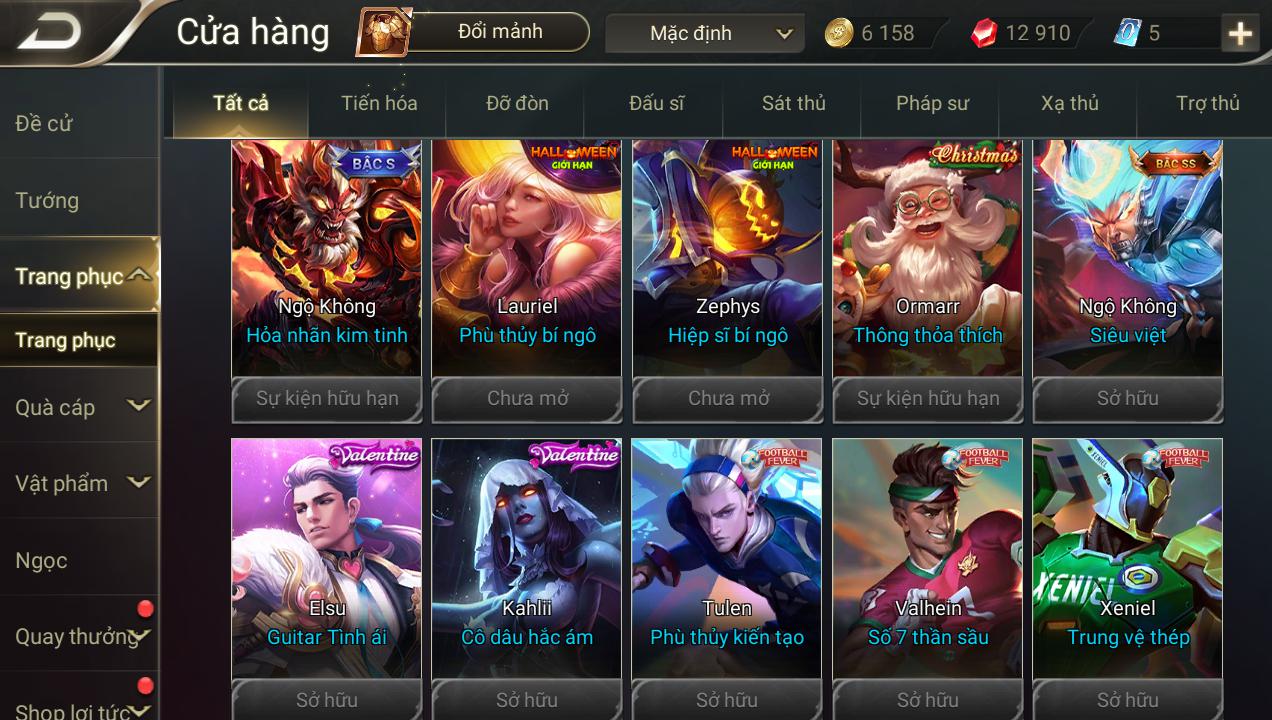 Cửa hàng
Đổi mảnh
Mặc định
6 158
12 910
5
Đề cử
Tướng
Trang phục
Trang phục
Quà cáp
Vật phẩm
Ngọc
Quay thưởng
Shop lợi tức
Tất cả
Tiến hóa
Đỡ đòn
Đấu sĩ
Sát thủ
Pháp sư
Xạ thủ
Trợ thủ
BẬC S
Ngộ Không
Hỏa nhãn kim tinh
Sự kiện hữu hạn
HALLOWEEN
GIỚI HẠN
Lauriel
Phù thủy bí ngô
Chưa mở
HALLOWEEN
GIỚI HẠN
Zephys
Hiệp sĩ bí ngô
Chưa mở
Christmas
Ormarr
Thông thỏa thích
Sự kiện hữu hạn
BẬC SS
Ngộ Không
Siêu việt
Sở hữu
Valentine
Elsu
Guitar Tình ái
Sở hữu
Valentine
Kahlii
Cô dâu hắc ám
Sở hữu
FOOTBALL
FEVER
Tulen
Phù thủy kiến tạo
Sở hữu
FOOTBALL
FEVER
Valhein
Số 7 thần sầu
Sở hữu
XENIEL
FOOTBALL
FEVER
XENIEL
Xeniel
Trung vệ thép
Sở hữu